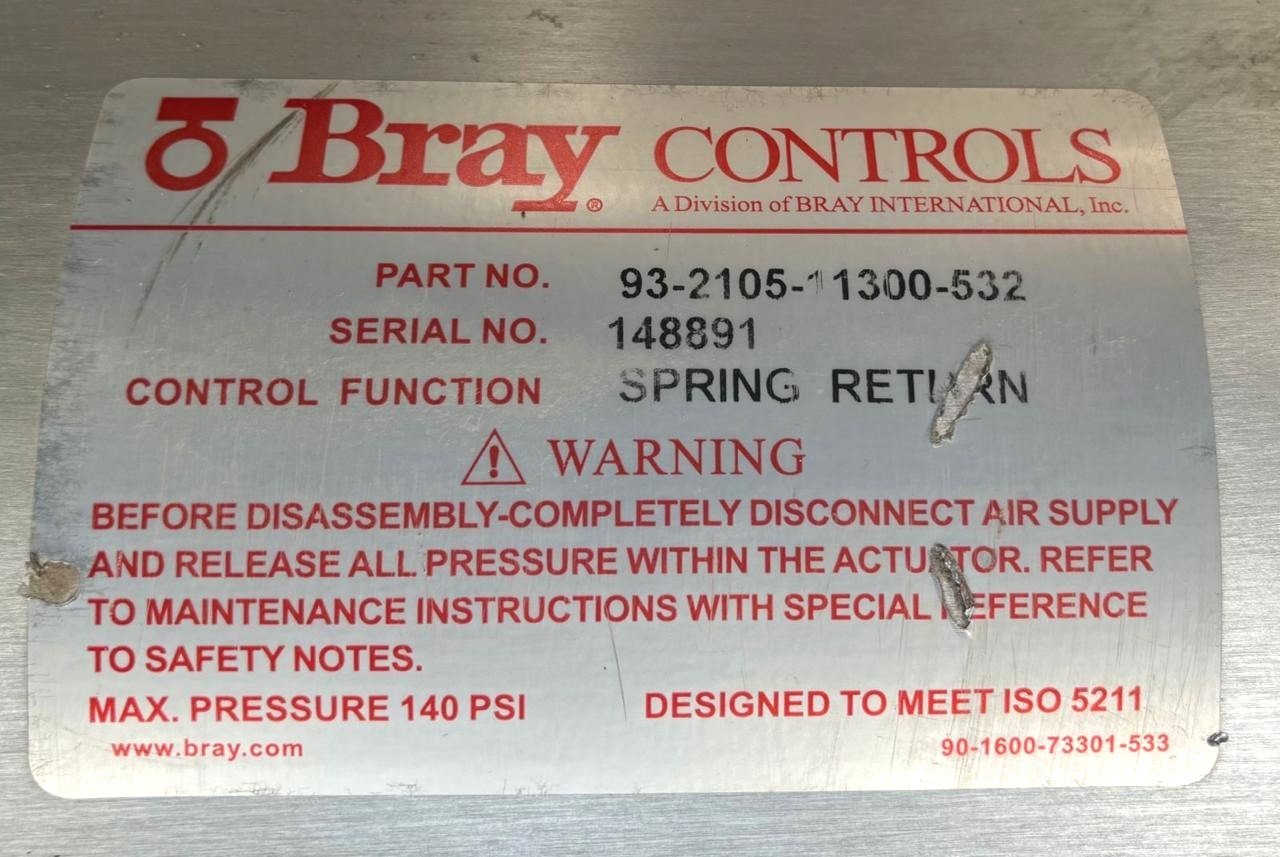 Bray® CONTROLS
A Division of BRAY INTERNATIONAL, Inc.
PART NO. 93-2105-11300-532
SERIAL NO. 148891
CONTROL FUNCTION SPRING RETURN
WARNING
BEFORE DISASSEMBLY-COMPLETELY DISCONNECT AIR SUPPLY
AND RELEASE ALL PRESSURE WITHIN THE ACTUATOR. REFER
TO MAINTENANCE INSTRUCTIONS WITH SPECIAL REFERENCE
TO SAFETY NOTES.
MAX. PRESSURE 140 PSI DESIGNED TO MEET ISO 5211
www.bray.com 90-1600-73301-533